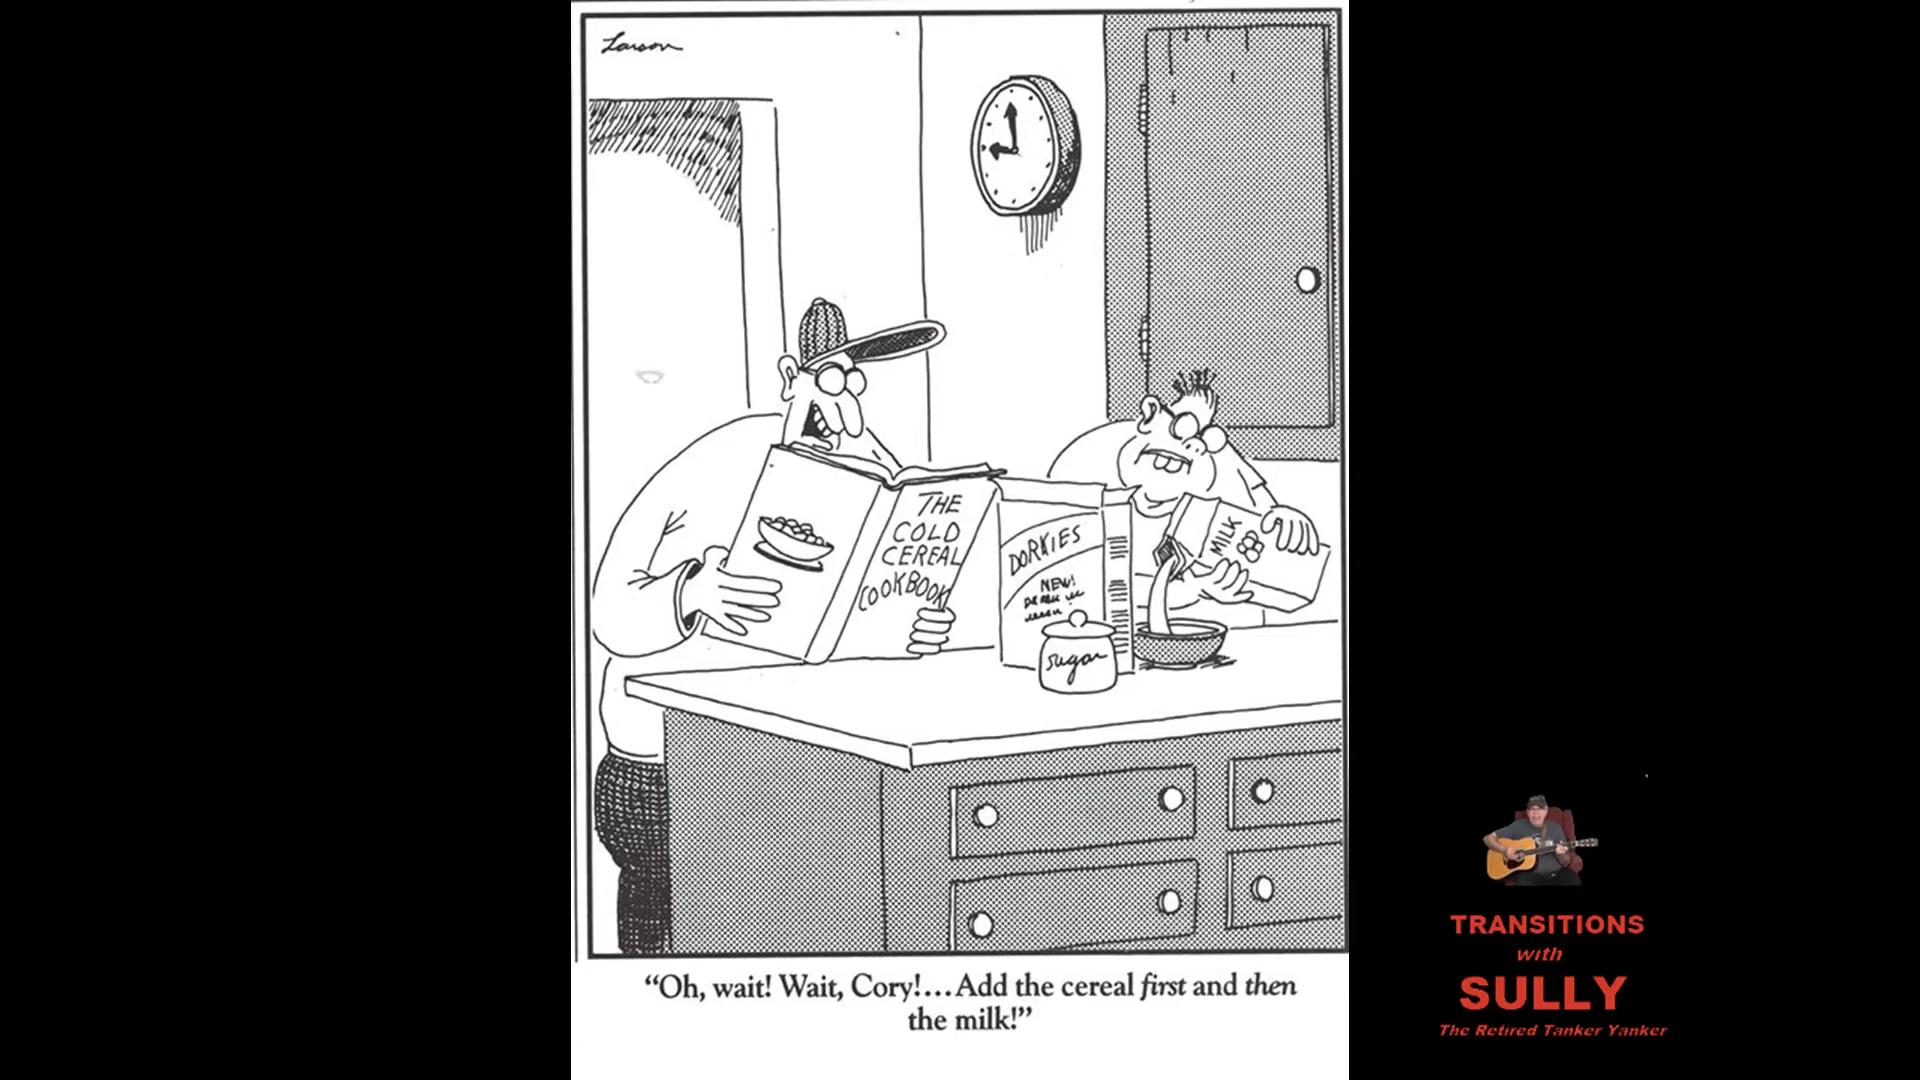 Larson
THE
COLD
CEREAL
COOKBOOK
DORKIES
NEW!
MILK
sugar
“Oh, wait! Wait, Cory!...Add the cereal first and then
the milk!”
TRANSITIONS
with
SULLY
The Retired Tanker Yanker